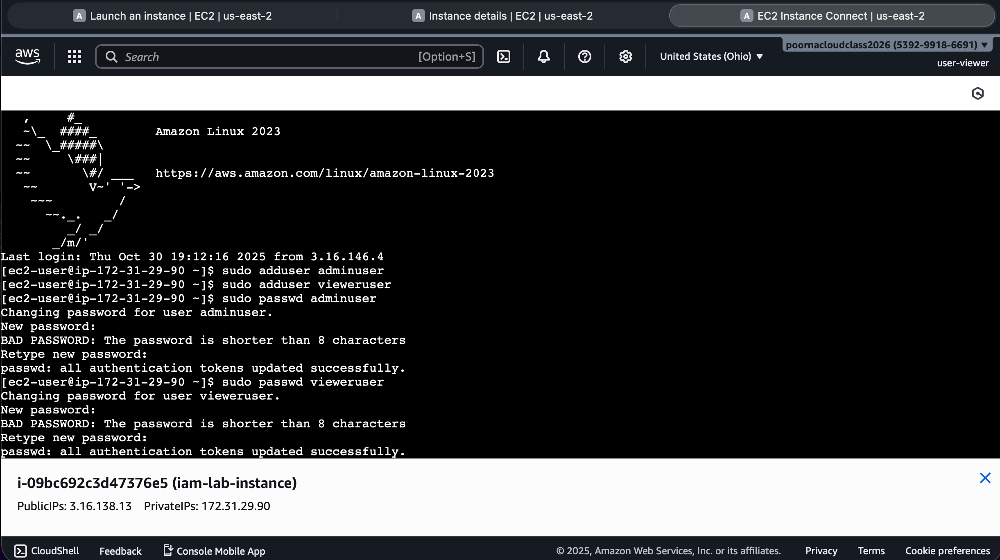 A Launch an instance | EC2 | us-east-2
A Instance details | EC2 | us-east-2
A EC2 Instance Connect | us-east-2
aws
Search [Option+S]
United States (Ohio)
poornacloudclass2026 (5392-9918-6691)
user-viewer
   ,     #_
   ~\_  ####_        Amazon Linux 2023
  ~~  \_#####\
  ~~     \###|
  ~~       \#/ ___   https://aws.amazon.com/linux/amazon-linux-2023
   ~~       V~' '->
    ~~~         /
      ~~._.   _/
         _/ _/
       _/m/'
Last login: Thu Oct 30 19:12:16 2025 from 3.16.146.4
[ec2-user@ip-172-31-29-90 ~]$ sudo adduser adminuser
[ec2-user@ip-172-31-29-90 ~]$ sudo adduser vieweruser
[ec2-user@ip-172-31-29-90 ~]$ sudo passwd adminuser
Changing password for user adminuser.
New password:
BAD PASSWORD: The password is shorter than 8 characters
Retype new password:
passwd: all authentication tokens updated successfully.
[ec2-user@ip-172-31-29-90 ~]$ sudo passwd vieweruser
Changing password for user vieweruser.
New password:
BAD PASSWORD: The password is shorter than 8 characters
Retype new password:
passwd: all authentication tokens updated successfully.
i-09bc692c3d47376e5 (iam-lab-instance)
PublicIPs: 3.16.138.13 PrivateIPs: 172.31.29.90
CloudShell Feedback Console Mobile App © 2025, Amazon Web Services, Inc. or its affiliates. Privacy Terms Cookie preferences